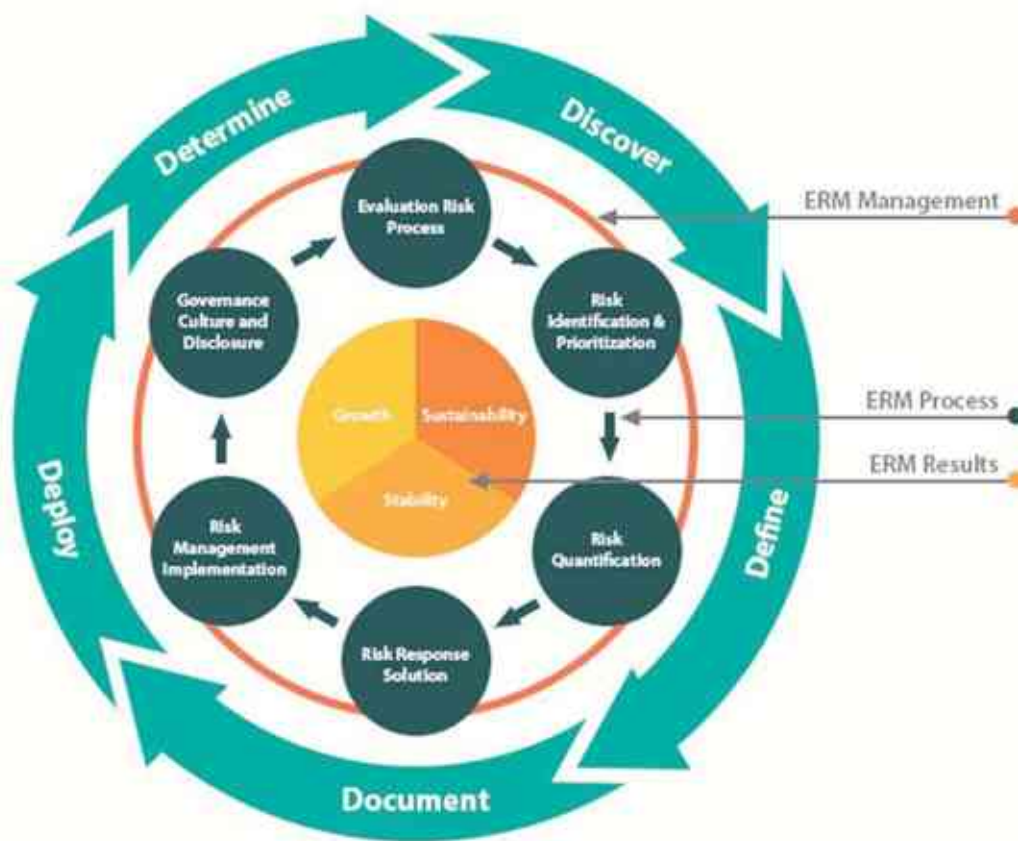 Determine
Discover
ERM Management
Evaluation Risk
Process
Governance
Culture and
Disclosure
Risk
Identification &
Prioritization
Growth
Sustainability
Stability
ERM Process
ERM Results
Deploy
Define
Risk
Management
Implementation
Risk
Quantification
Risk Response
Solution
Document